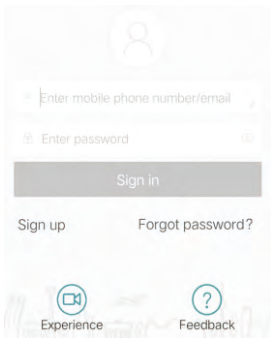 Enter mobile phone number/email
Enter password
Sign in
Sign up Forgot password?
Experience Feedback